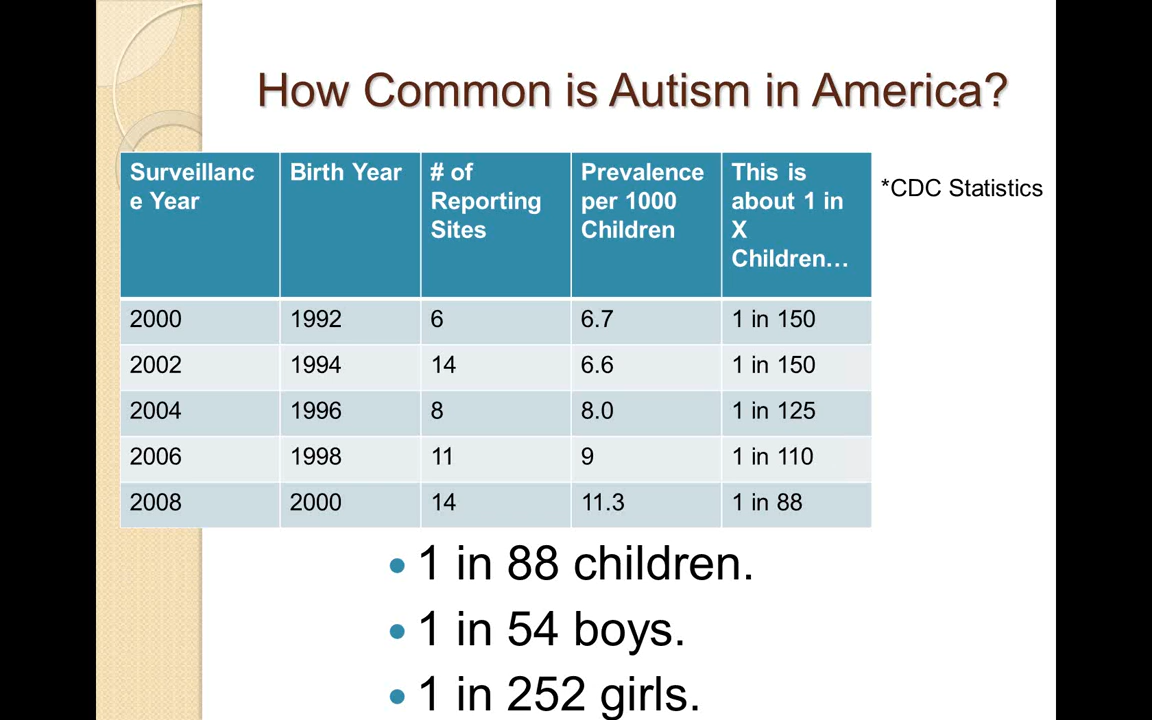 How Common is Autism in America?
Surveillanc
e Year
Birth Year
# of
Reporting
Sites
Prevalence
per 1000
Children
This is
about 1 in
X
Children…
*CDC Statistics
2000 1992 6 6.7 1 in 150
2002 1994 14 6.6 1 in 150
2004 1996 8 8.0 1 in 125
2006 1998 11 9 1 in 110
2008 2000 14 11.3 1 in 88
• 1 in 88 children.
• 1 in 54 boys.
• 1 in 252 girls.